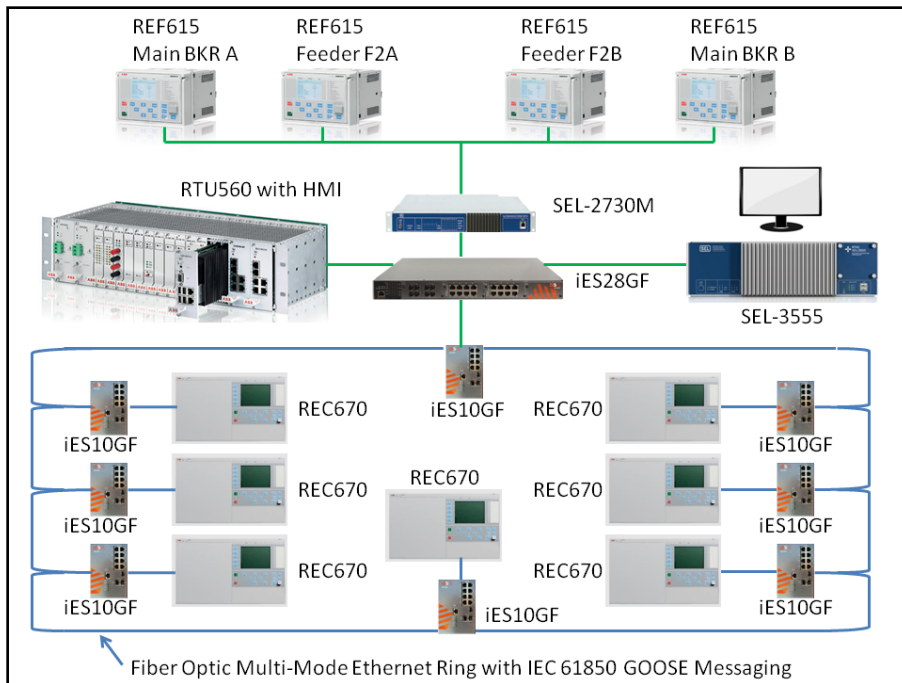 REF615
Main BKR A
REF615
Feeder F2A
REF615
Feeder F2B
REF615
Main BKR B
RTU560 with HMI
SEL-2730M
iES28GF
SEL-3555
iES10GF
REC670
iES10GF
REC670
iES10GF
REC670
iES10GF
REC670
iES10GF
REC670
iES10GF
REC670
iES10GF
REC670
iES10GF
Fiber Optic Multi-Mode Ethernet Ring with IEC 61850 GOOSE Messaging